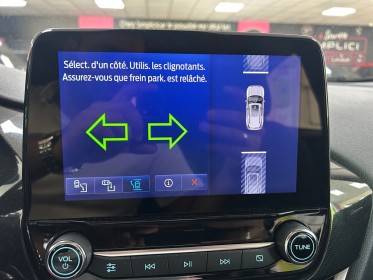 Sélect. d'un côté. Utilis. les clignotants.
Assurez-vous que frein park. est relâché.
VOL
TUNE